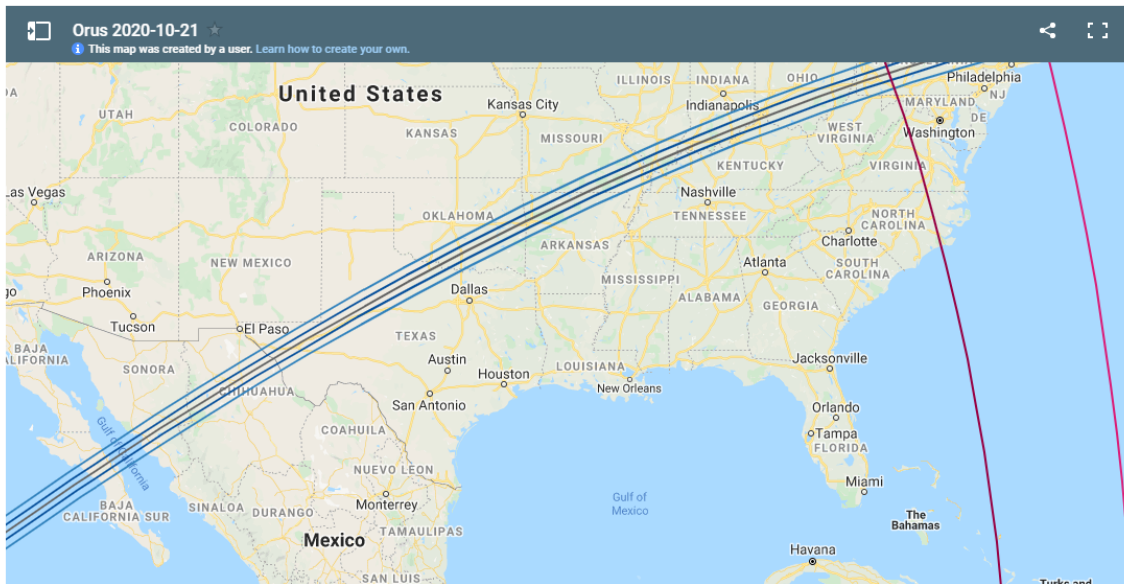 Orus 2020-10-21
This map was created by a user. Learn how to create your own.
ILLINOIS
INDIANA
OHIO
Philadelphia
United States
Kansas City
Indianapolis
NJ
UTAH
MARYLAND
COLORADO
KANSAS
MISSOURI
WEST
VIRGINIA
DE
Washington
KENTUCKY
VIRGINIA
Las Vegas
Nashville
OKLAHOMA
TENNESSEE
NORTH
CAROLINA
ARKANSAS
Charlotte
ARIZONA
NEW MEXICO
Atlanta
SOUTH
CAROLINA
Phoenix
Dallas
MISSISSIPPI
ALABAMA
GEORGIA
Tucson
El Paso
TEXAS
BAJA
CALIFORNIA
SONORA
Austin
LOUISIANA
Jacksonville
Houston
CHIHUAHUA
New Orleans
San Antonio
Orlando
Gulf of California
COAHUILA
Tampa
FLORIDA
NUEVO LEON
Miami
Gulf of
Mexico
BAJA
CALIFORNIA SUR
SINALOA
DURANGO
Monterrey
The
Bahamas
TAMAULIPAS
Mexico
Havana
SAN LUIS
Turks and